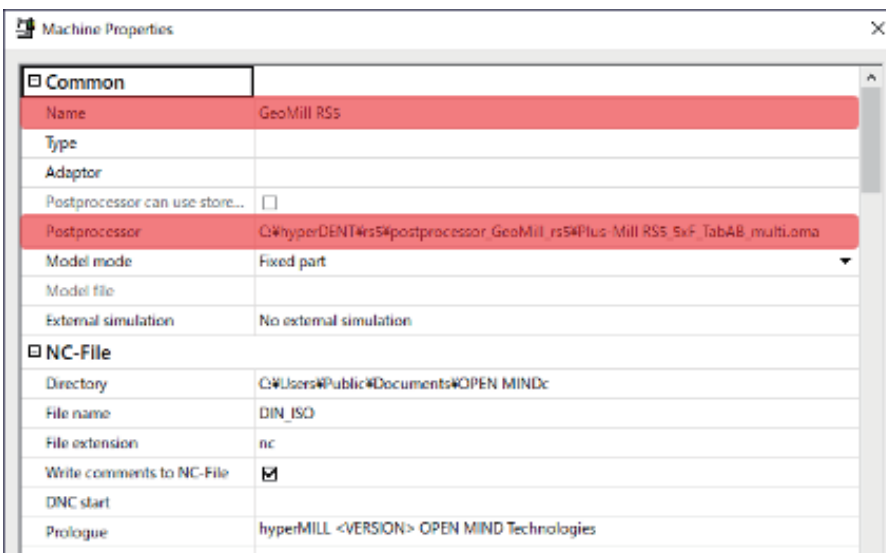 Machine Properties
Common
Name GeoMill RS5
Type
Adaptor
Postprocessor can use store...
Postprocessor C:¥hyperDENT¥rs5¥postprocessor_GeoMill_rs5¥Plus-Mill RS5_5xF_TabAB_multi.oma
Model mode Fixed part
Model file
External simulation No external simulation
NC-File
Directory C:¥Users¥Public¥Documents¥OPEN MINDc
File name DIN_ISO
File extension nc
Write comments to NC-File
DNC start
Prologue hyperMILL <VERSION> OPEN MIND Technologies